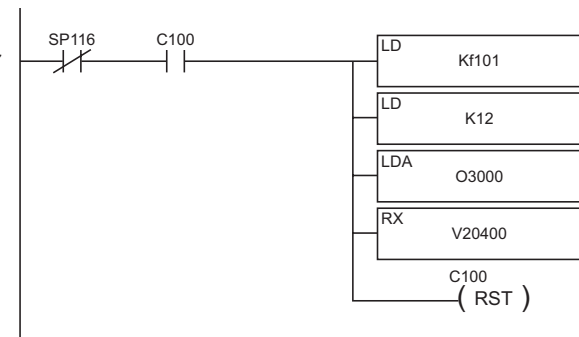 SP116 C100
LD
Kf101
LD
K12
LDA
O3000
RX
V20400
C100
( RST )